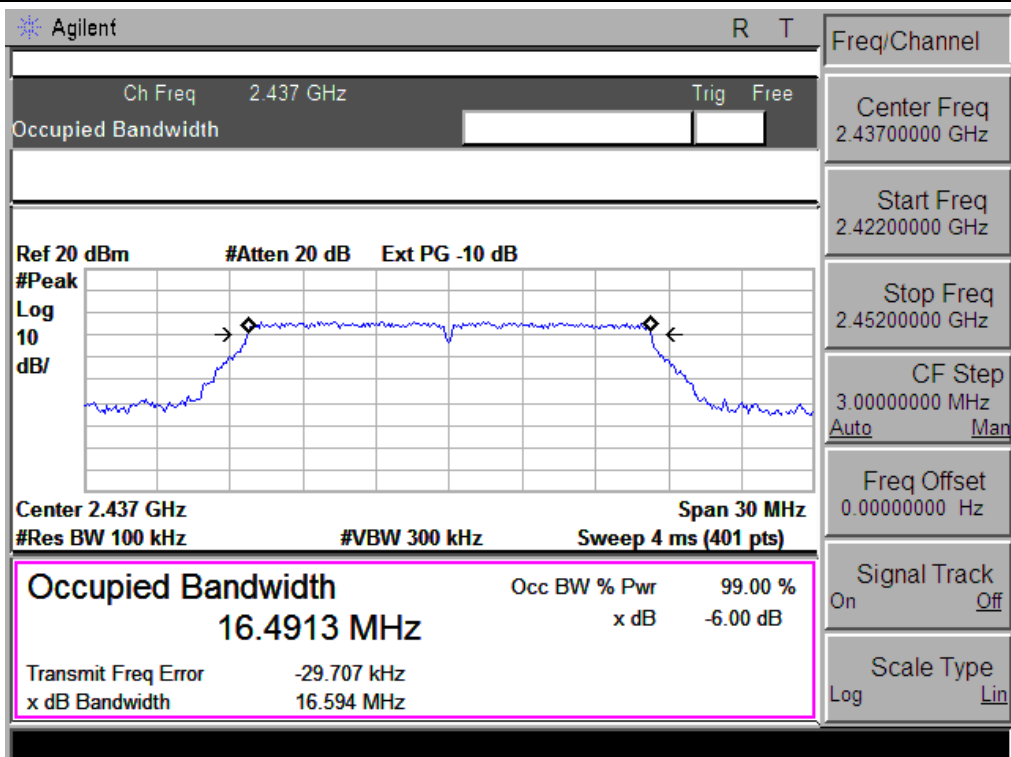 Agilent R T
Ch Freq 2.437 GHz Trig Free
Occupied Bandwidth
Ref 20 dBm #Atten 20 dB Ext PG -10 dB
#Peak
Log
10
dB/
Center 2.437 GHz Span 30 MHz
#Res BW 100 kHz #VBW 300 kHz Sweep 4 ms (401 pts)
Occupied Bandwidth Occ BW % Pwr 99.00 %
16.4913 MHz x dB -6.00 dB
Transmit Freq Error -29.707 kHz
x dB Bandwidth 16.594 MHz
Freq/Channel
Center Freq
2.43700000 GHz
Start Freq
2.42200000 GHz
Stop Freq
2.45200000 GHz
CF Step
3.00000000 MHz
Auto Man
Freq Offset
0.00000000 Hz
Signal Track
On Off
Scale Type
Log Lin